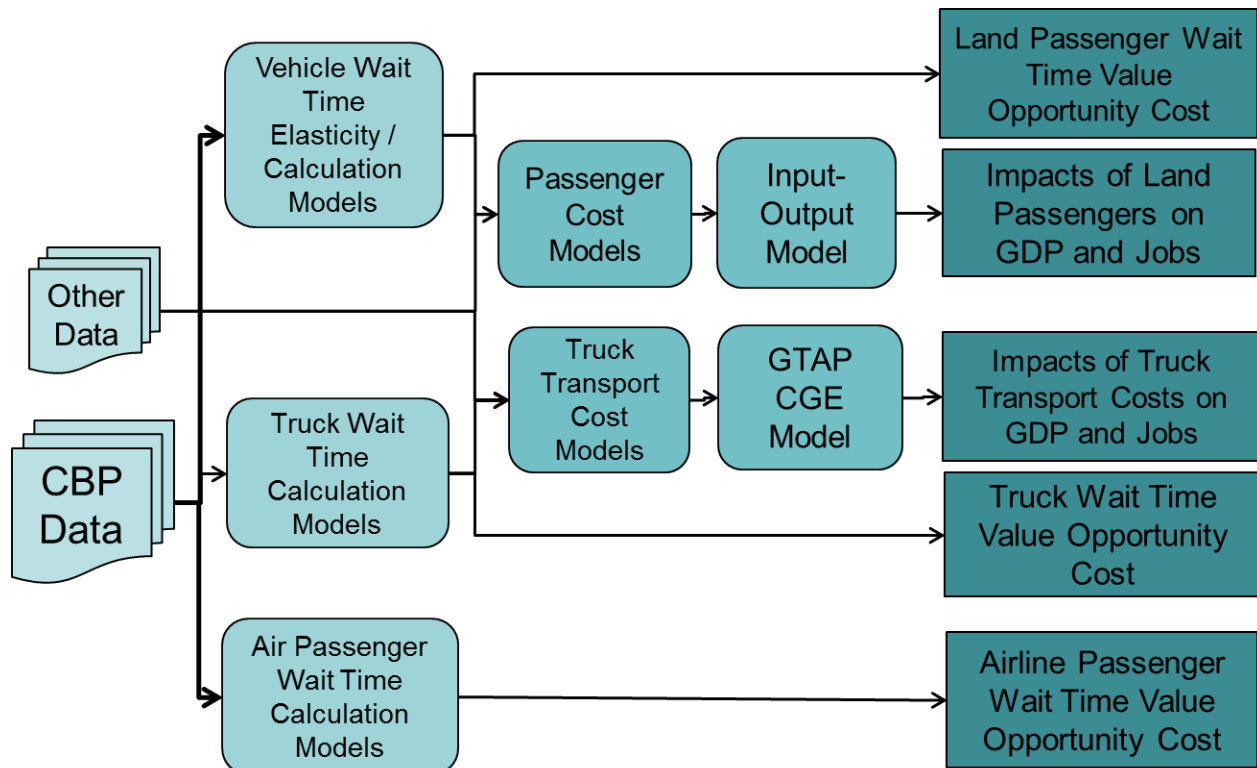 Vehicle Wait
Time
Elasticity /
Calculation
Models
Land Passenger Wait
Time Value
Opportunity Cost
Passenger
Cost
Models
Input-
Output
Model
Impacts of Land
Passengers on
GDP and Jobs
Other
Data
Truck
Transport
Cost
Models
GTAP
CGE
Model
Impacts of Truck
Transport Costs on
GDP and Jobs
CBP
Data
Truck Wait
Time
Calculation
Models
Truck Wait Time
Value Opportunity
Cost
Air Passenger
Wait Time
Calculation
Models
Airline Passenger
Wait Time Value
Opportunity Cost